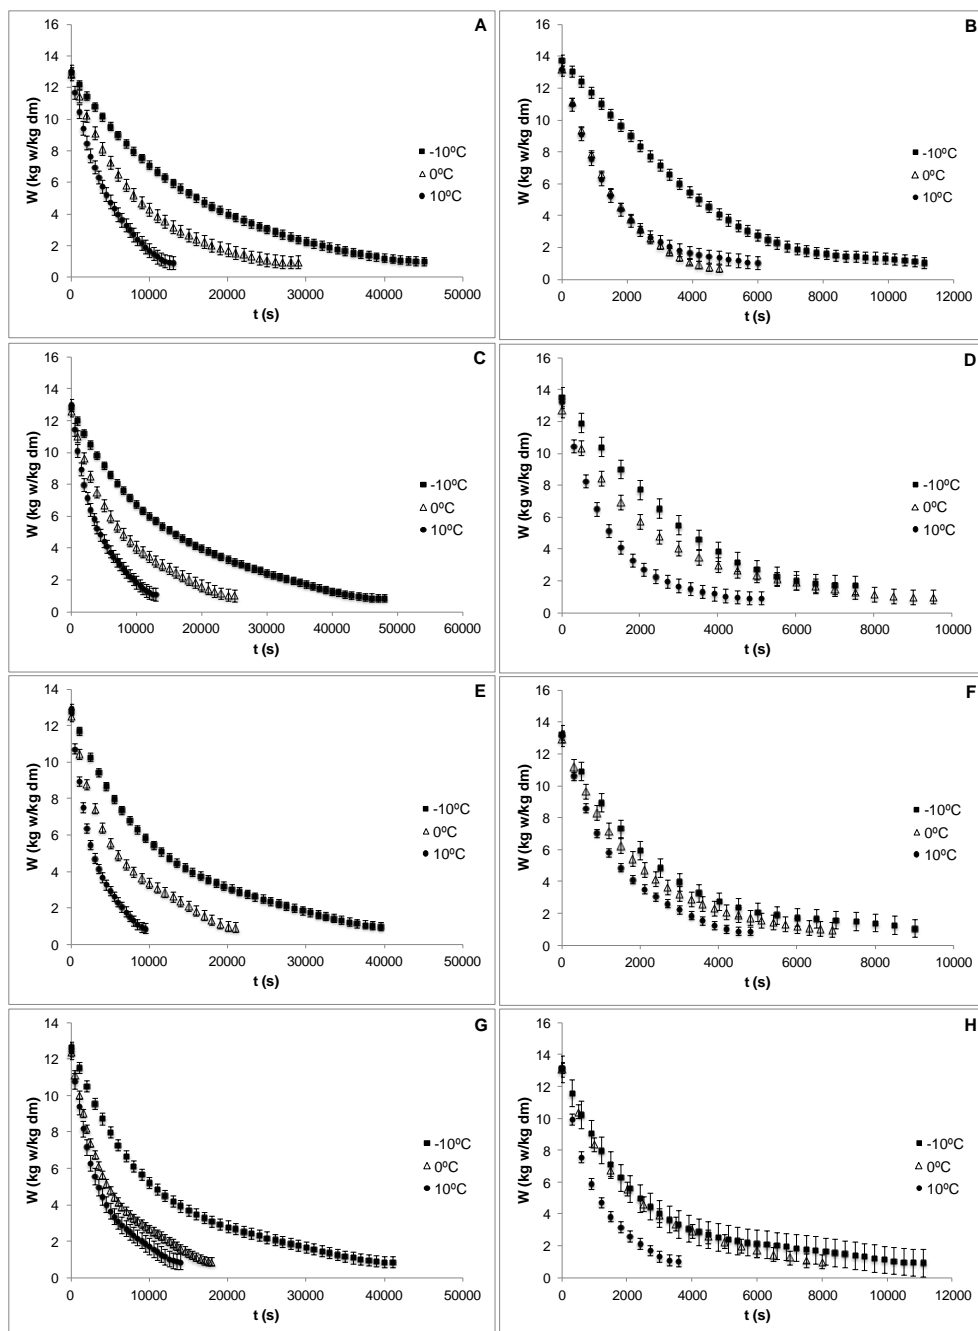 A
W (kg w/kg dm)
16
14
12
10
8
6
4
2
0
0 10000 20000 30000 40000 50000
t (s)
-10ºC
0ºC
10ºC
B
W (kg w/kg dm)
16
14
12
10
8
6
4
2
0
0 2000 4000 6000 8000 10000 12000
t (s)
-10ºC
0ºC
10ºC
C
W (kg w/kg dm)
16
14
12
10
8
6
4
2
0
0 10000 20000 30000 40000 50000 60000
t (s)
-10ºC
0ºC
10ºC
D
W (kg w/kg dm)
16
14
12
10
8
6
4
2
0
0 2000 4000 6000 8000 10000
t (s)
-10ºC
0ºC
10ºC
E
W (kg w/kg dm)
14
12
10
8
6
4
2
0
0 10000 20000 30000 40000 50000
t (s)
-10ºC
0ºC
10ºC
F
W (kg w/kg dm)
16
14
12
10
8
6
4
2
0
0 2000 4000 6000 8000 10000
t (s)
-10ºC
0ºC
10ºC
G
W (kg w/kg dm)
14
12
10
8
6
4
2
0
0 10000 20000 30000 40000 50000
t (s)
-10ºC
0ºC
10ºC
H
W (kg w/kg dm)
16
14
12
10
8
6
4
2
0
0 2000 4000 6000 8000 10000 12000
t (s)
-10ºC
0ºC
10ºC